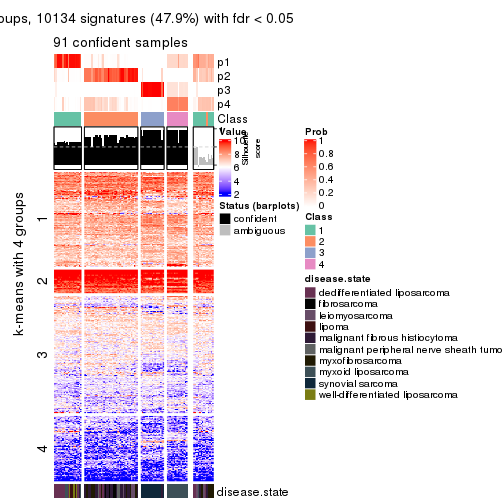 oups, 10134 signatures (47.9%) with fdr < 0.05
91 confident samples
p1
p2
p3
p4
Class
Silhouette
score
Value
10
8
6
4
2
Status (barplots)
confident
ambiguous
Prob
1
0.8
0.6
0.4
0.2
0
Class
1
2
3
4
disease.state
dedifferentiated liposarcoma
fibrosarcoma
leiomyosarcoma
lipoma
malignant fibrous histiocytoma
malignant peripheral nerve sheath tumo
myxofibrosarcoma
myxoid liposarcoma
synovial sarcoma
well-differentiated liposarcoma
k-means with 4 groups
1
2
3
4
disease.state